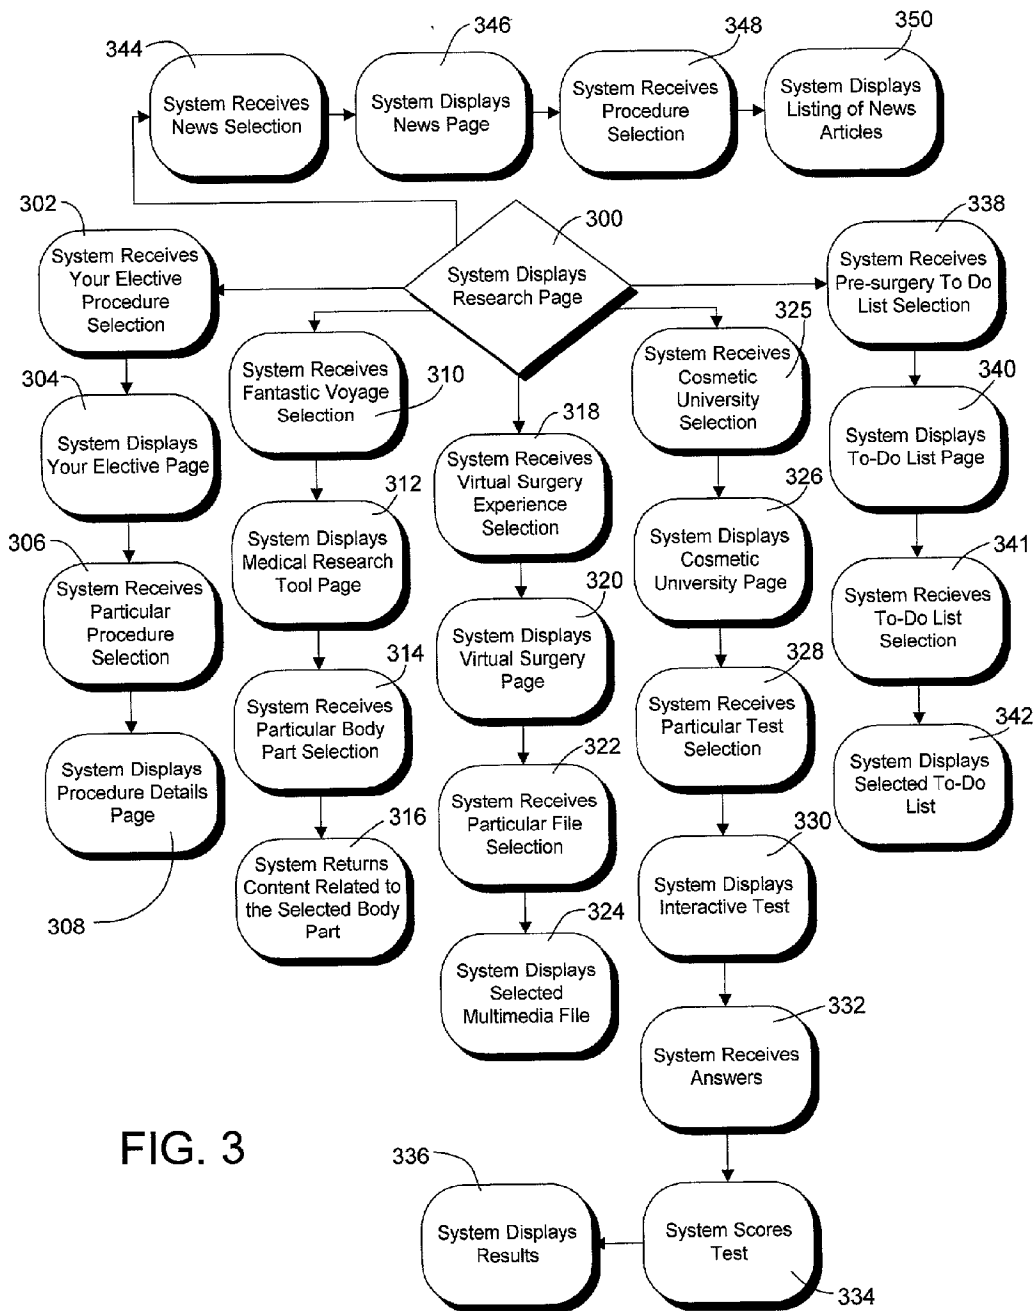 344
System Receives
News Selection
346
System Displays
News Page
348
System Receives
Procedure
Selection
350
System Displays
Listing of News
Articles
300
System Displays
Research Page
302
System Receives
Your Elective
Procedure
Selection
304
System Displays
Your Elective Page
306
System Receives
Particular
Procedure
Selection
System Displays
Procedure Details
Page
308
System Receives
Fantastic Voyage
Selection
310
312
System Displays
Medical Research
Tool Page
314
System Receives
Particular Body
Part Selection
316
System Returns
Content Related to
the Selected Body
Part
318
System Receives
Virtual Surgery
Experience
Selection
320
System Displays
Virtual Surgery
Page
322
System Receives
Particular File
Selection
324
System Displays
Selected
Multimedia File
325
System Receives
Cosmetic
University
Selection
326
System Displays
Cosmetic
University Page
328
System Receives
Particular Test
Selection
330
System Displays
Interactive Test
332
System Receives
Answers
System Scores
Test
334
336
System Displays
Results
338
System Receives
Pre-surgery To Do
List Selection
340
System Displays
To-Do List Page
341
System Recieves
To-Do List
Selection
342
System Displays
Selected To-Do
List
FIG. 3